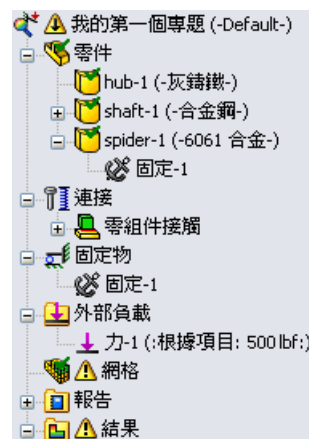 我的第一個專題 (-Default-)
零件
hub-1 (-灰鑄鐵-)
shaft-1 (-合金鋼-)
spider-1 (-6061 合金-)
固定-1
連接
零組件接觸
固定物
固定-1
外部負載
力-1 (:根據項目: 500 lbf:)
網格
報告
結果